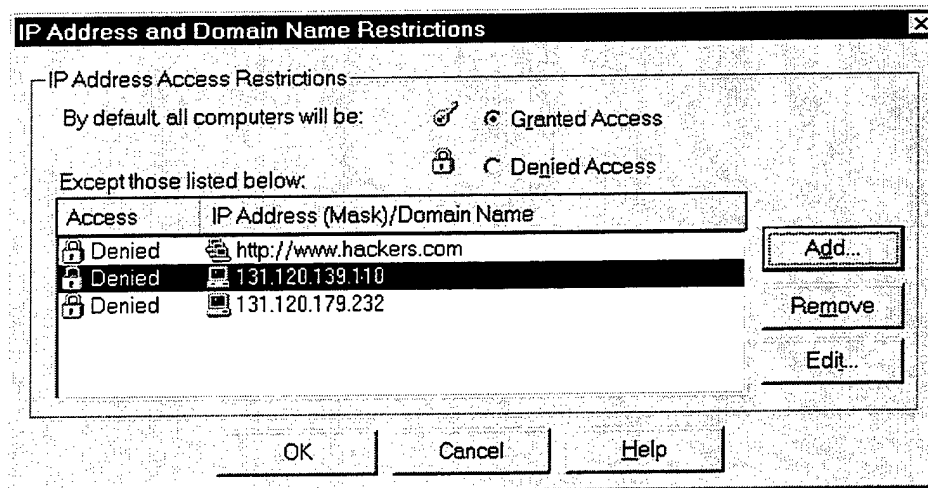 IP Address and Domain Name Restrictions
IP Address Access Restrictions
By default, all computers will be:
Granted Access
Denied Access
Except those listed below:
Access IP Address (Mask)/Domain Name
Denied http://www.hackers.com
Denied 131.120.139.110
Denied 131.120.179.232
Add...
Remove
Edit...
OK Cancel Help